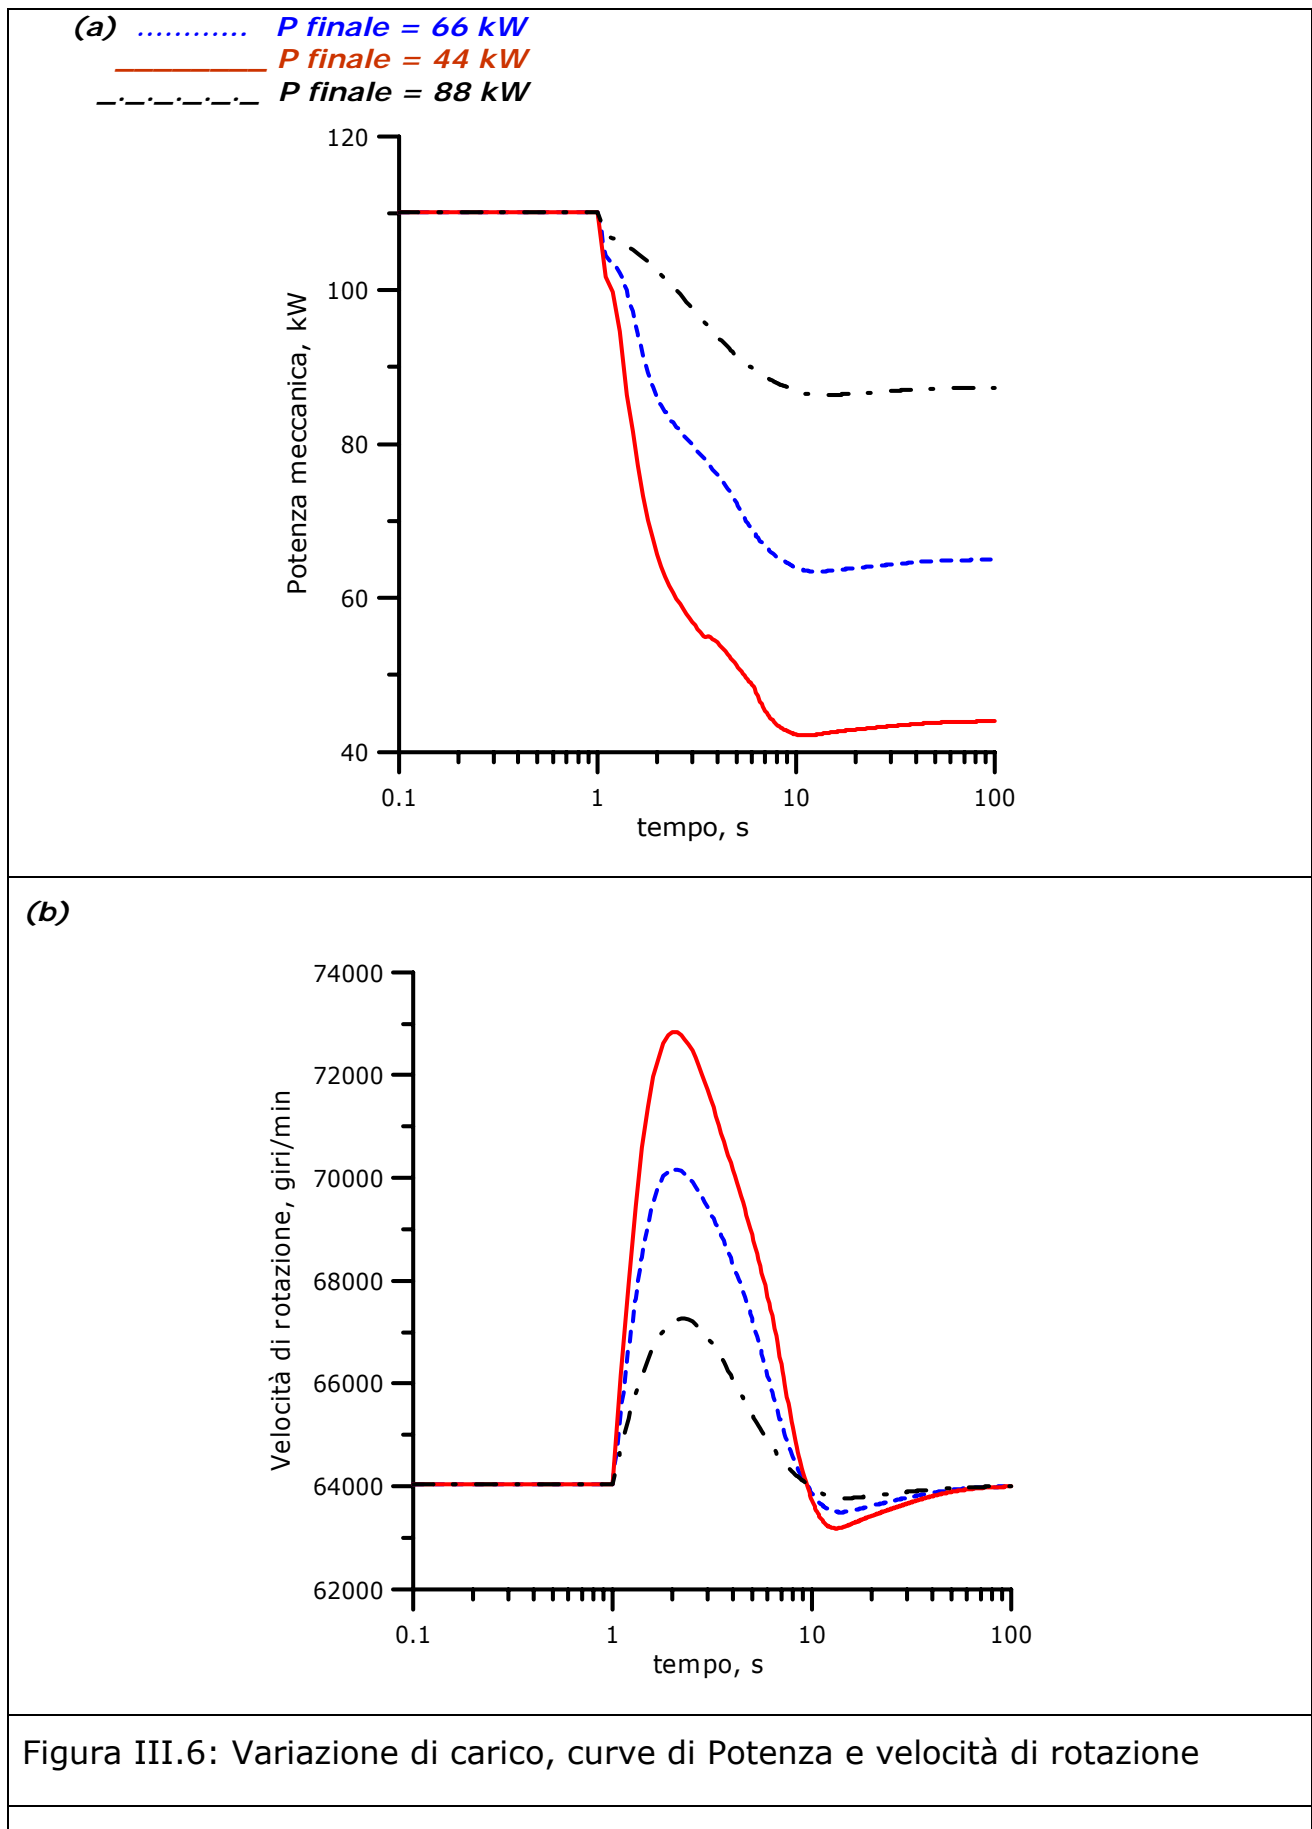 (a) ............ P finale = 66 kW
_________ P finale = 44 kW
_._._._._._ P finale = 88 kW
120
100
80
60
40
Potenza meccanica, kW
0.1 1 10 100
tempo, s
(b)
74000
72000
70000
68000
66000
64000
62000
Velocità di rotazione, giri/min
0.1 1 10 100
tempo, s
Figura III.6: Variazione di carico, curve di Potenza e velocità di rotazione